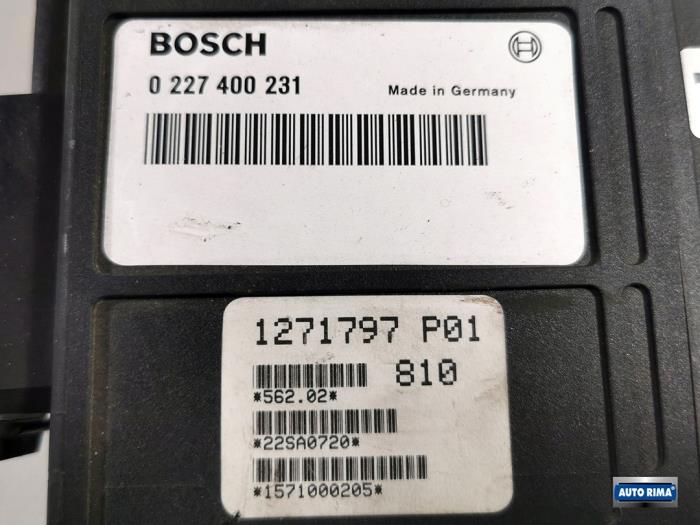 BOSCH
0 227 400 231
Made in Germany
1271797 P01
810
*562.02*
*22SA0720*
*1571000205*
AUTO RIMA